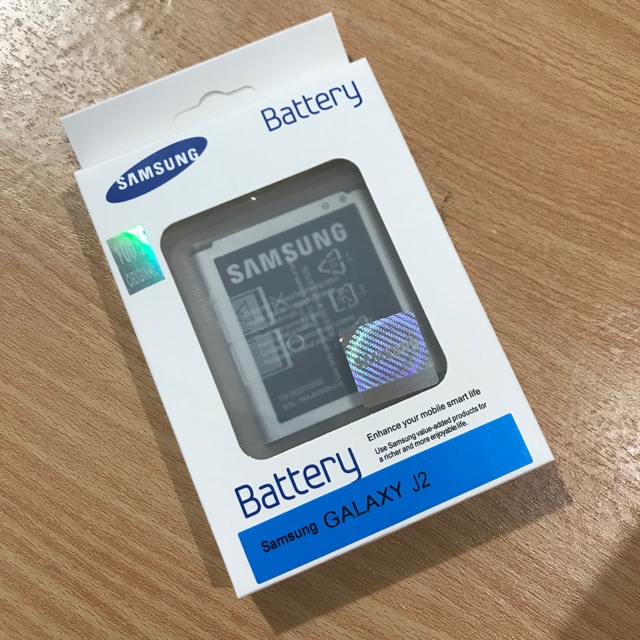 Battery
SAMSUNG
SAMSUNG
Enhance your mobile smart life
Use Samsung value-added products for
a richer and more enjoyable life.
Battery
Samsung GALAXY J2